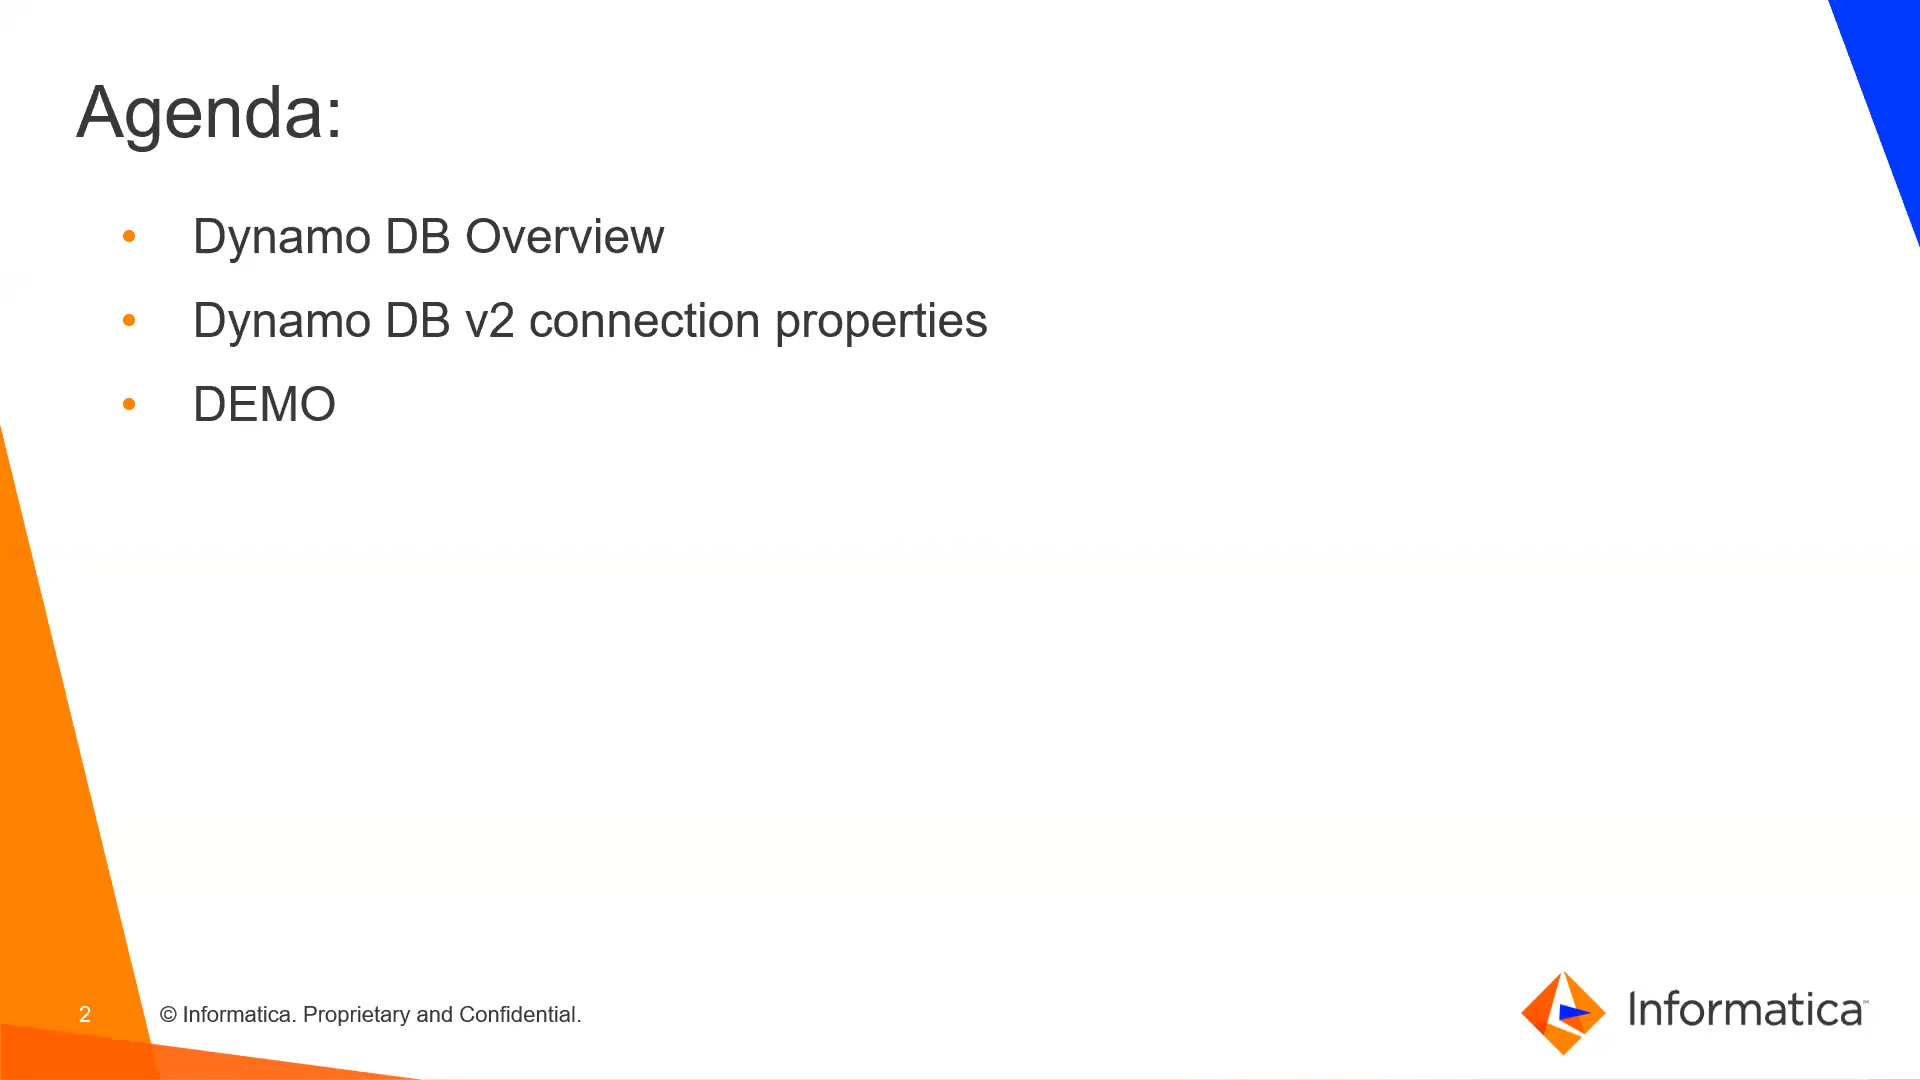 Agenda:
• Dynamo DB Overview
• Dynamo DB v2 connection properties
• DEMO
2
© Informatica. Proprietary and Confidential.
Informatica